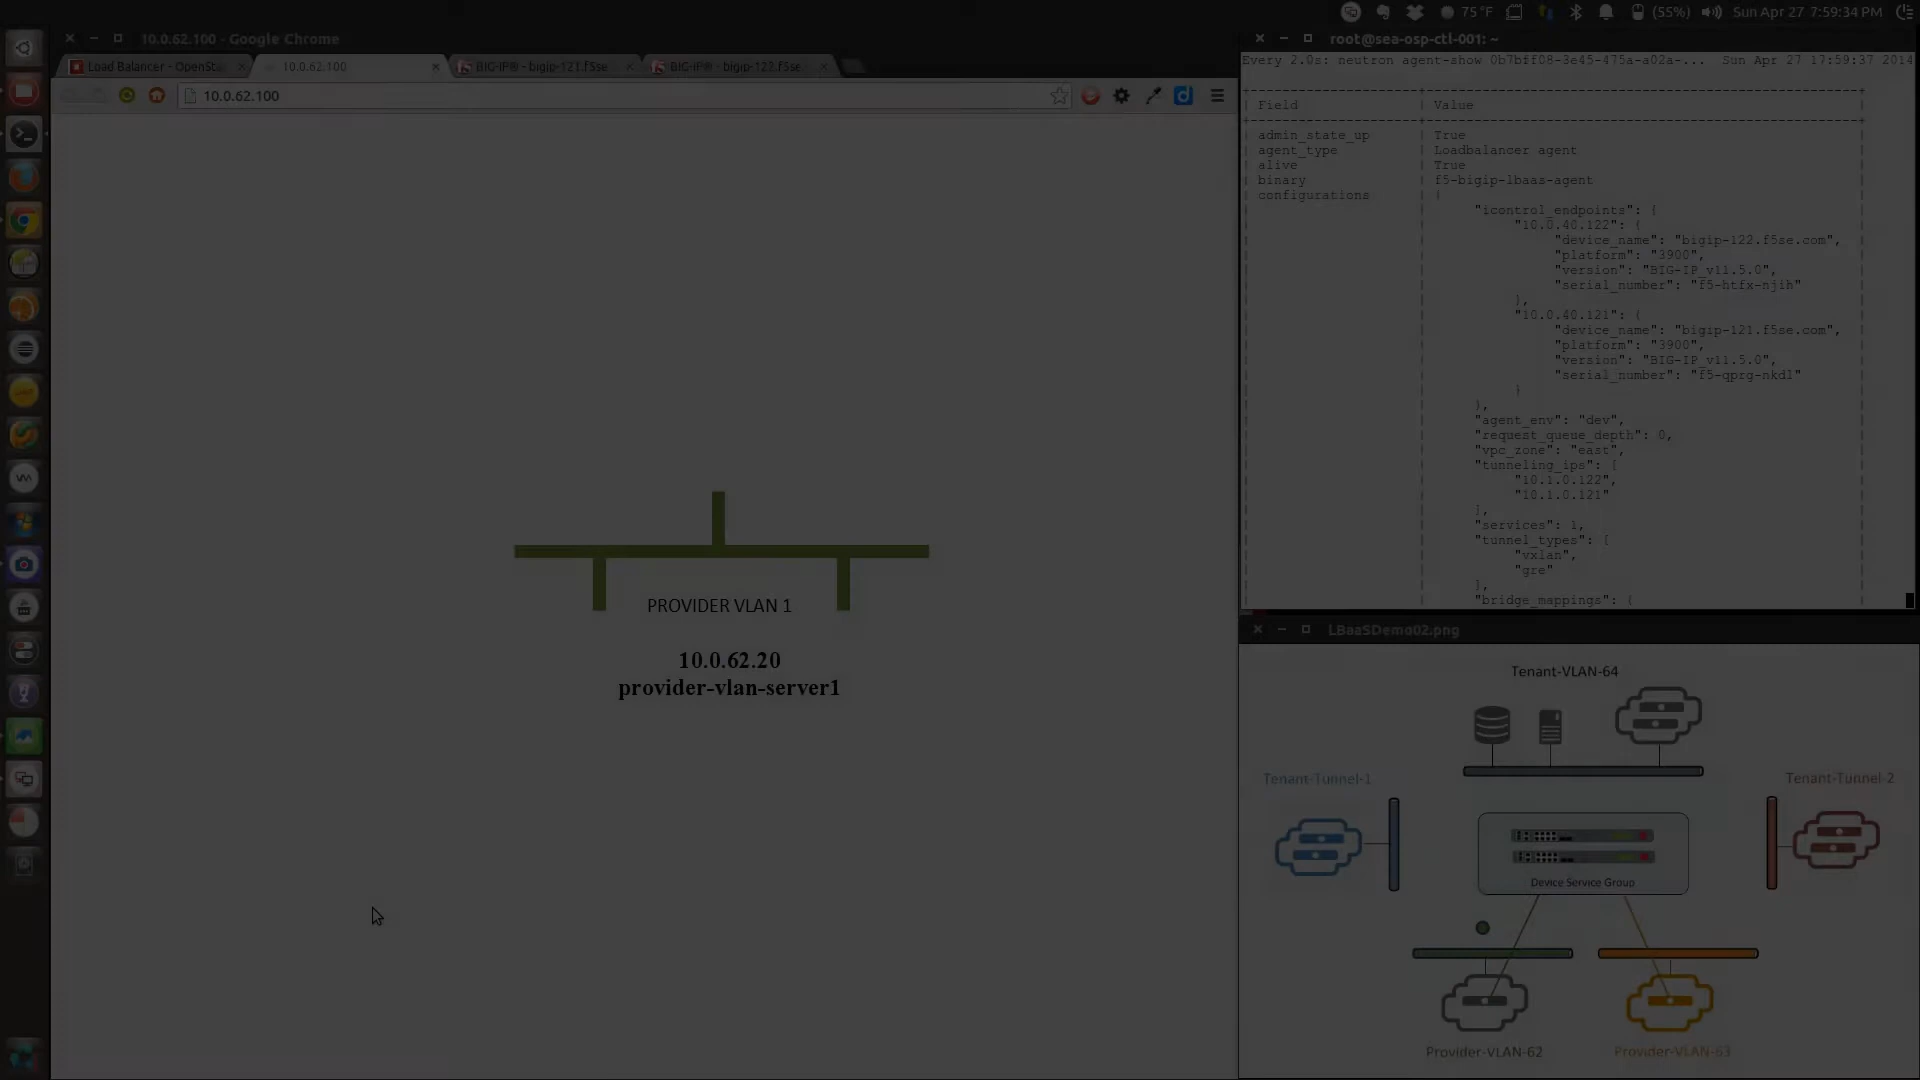 75°F (55%) Sun Apr 27 7:59:34 PM
10.0.62.100 - Google Chrome
Load Balancer - OpenSta
10.0.62.100
BIG-IP® - bigip-121.f5se
BIG-IP® - bigip-122.f5se
10.0.62.100
PROVIDER VLAN 1
10.0.62.20
provider-vlan-server1
root@sea-osp-ctl-001: ~
Every 2.0s: neutron agent-show 0b7bff08-3e45-475a-a02a-... Sun Apr 27 17:59:37 2014
Field | Value
admin_state_up | True
agent_type | Loadbalancer agent
alive | True
binary | f5-bigip-lbaas-agent
configurations | {
"icontrol_endpoints": {
"10.0.40.122": {
"device_name": "bigip-122.f5se.com",
"platform": "3900",
"version": "BIG-IP_v11.5.0",
"serial_number": "f5-htfx-njih"
},
"10.0.40.121": {
"device_name": "bigip-121.f5se.com",
"platform": "3900",
"version": "BIG-IP_v11.5.0",
"serial_number": "f5-qpzg-nkdl"
}
},
"agent_env": "dev",
"request_queue_depth": 0,
"vpc_zone": "east",
"tunneling_ips": [
"10.1.0.122",
"10.1.0.121"
],
"services": 1,
"tunnel_types": [
"vxlan",
"gre"
],
"bridge_mappings": {
LBaaSDemo02.png
Tenant-VLAN-64
Tenant-Tunnel-1
Tenant-Tunnel-2
Device Service Group
Provider-VLAN-62
Provider-VLAN-63